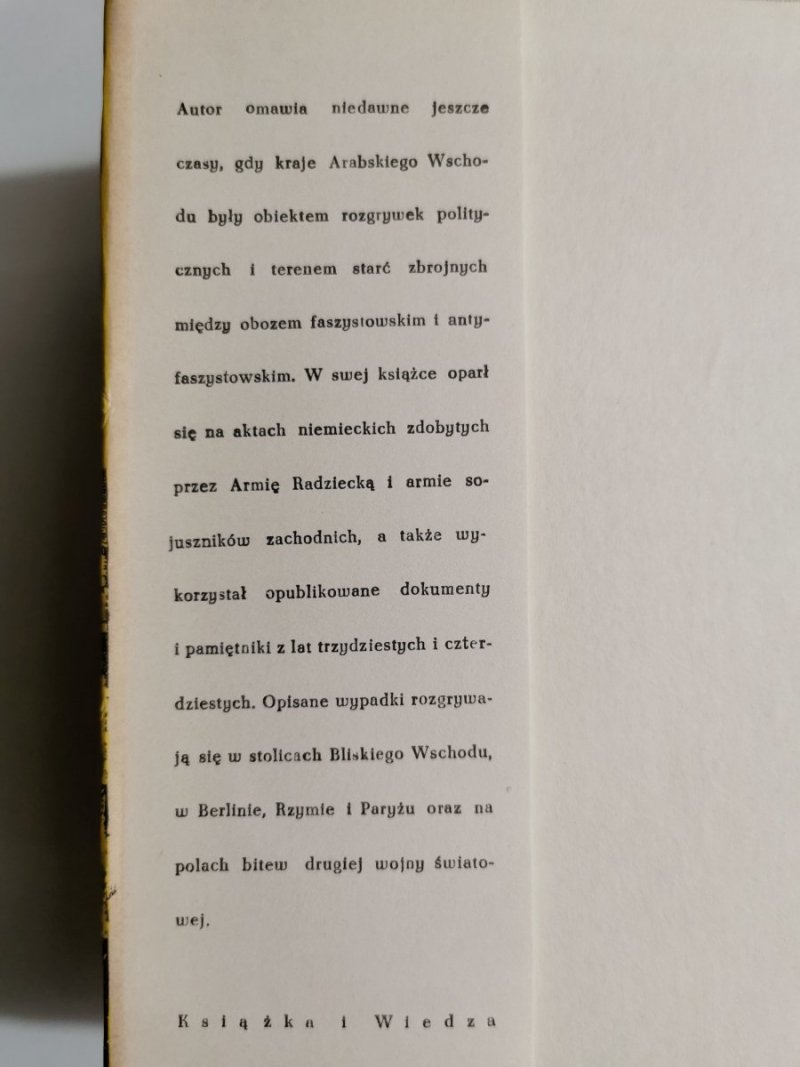 Autor omawia niedawne jeszcze
czasy, gdy kraje Arabskiego Wscho-
du były obiektem rozgrywek polity-
cznych i terenem starć zbrojnych
między obozem faszystowskim i anty-
faszystowskim. W swej książce oparł
się na aktach niemieckich zdobytych
przez Armię Radziecką i armie so-
juszników zachodnich, a także wy-
korzystał opublikowane dokumenty
i pamiętniki z lat trzydziestych i czter-
dziestych. Opisane wypadki rozgrywa-
ją się w stolicach Bliskiego Wschodu,
w Berlinie, Rzymie i Paryżu oraz na
polach bitew drugiej wojny świato-
wej.
Książka i Wiedza